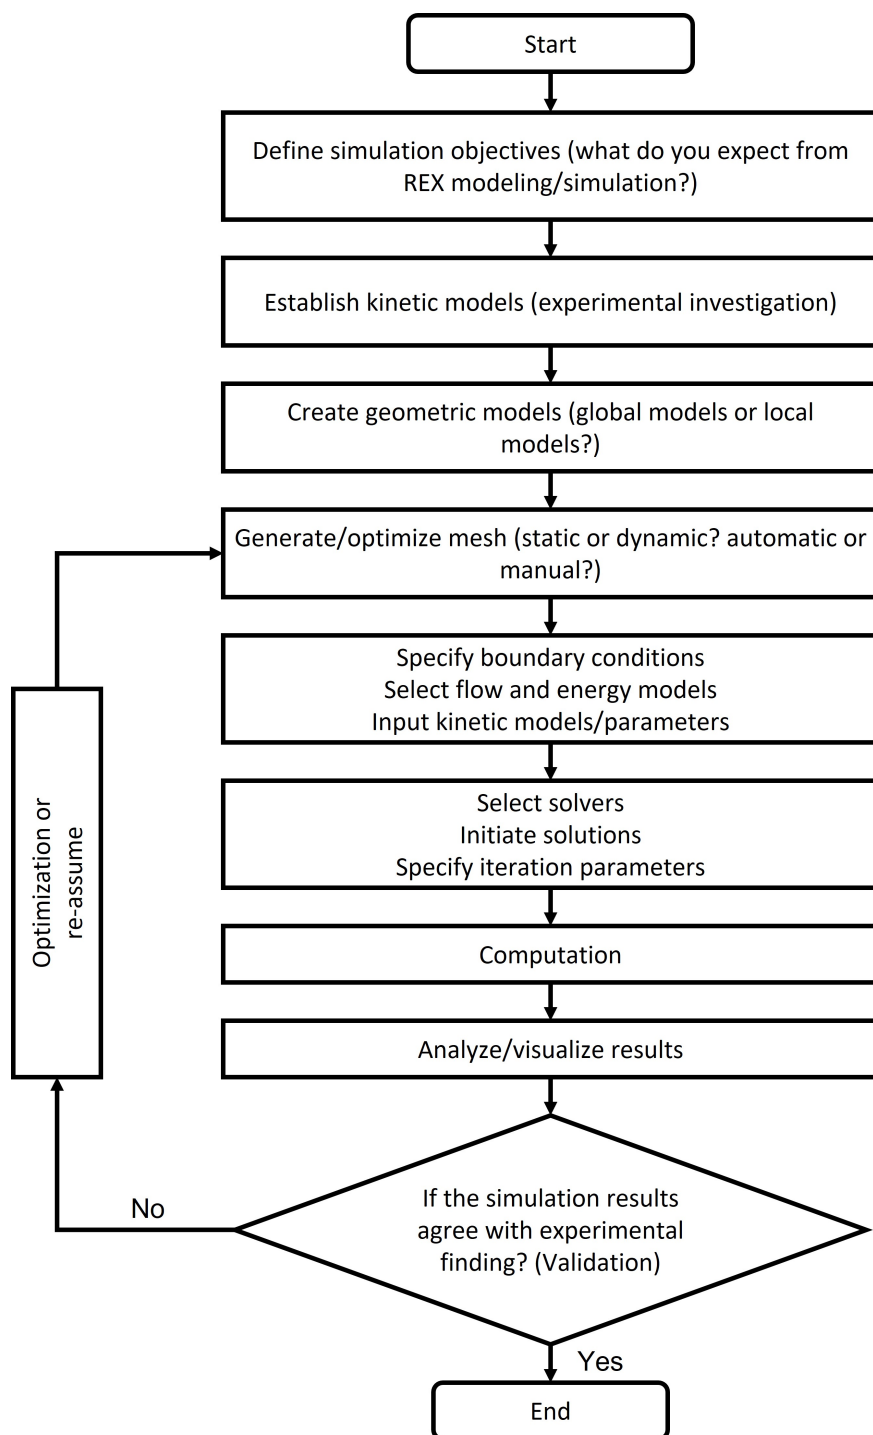 Start
Define simulation objectives (what do you expect from
REX modeling/simulation?)
Establish kinetic models (experimental investigation)
Create geometric models (global models or local
models?)
Generate/optimize mesh (static or dynamic? automatic or
manual?)
Specify boundary conditions
Select flow and energy models
Input kinetic models/parameters
Optimization or
re-assume
Select solvers
Initiate solutions
Specify iteration parameters
Computation
Analyze/visualize results
If the simulation results
agree with experimental
finding? (Validation)
No
Yes
End